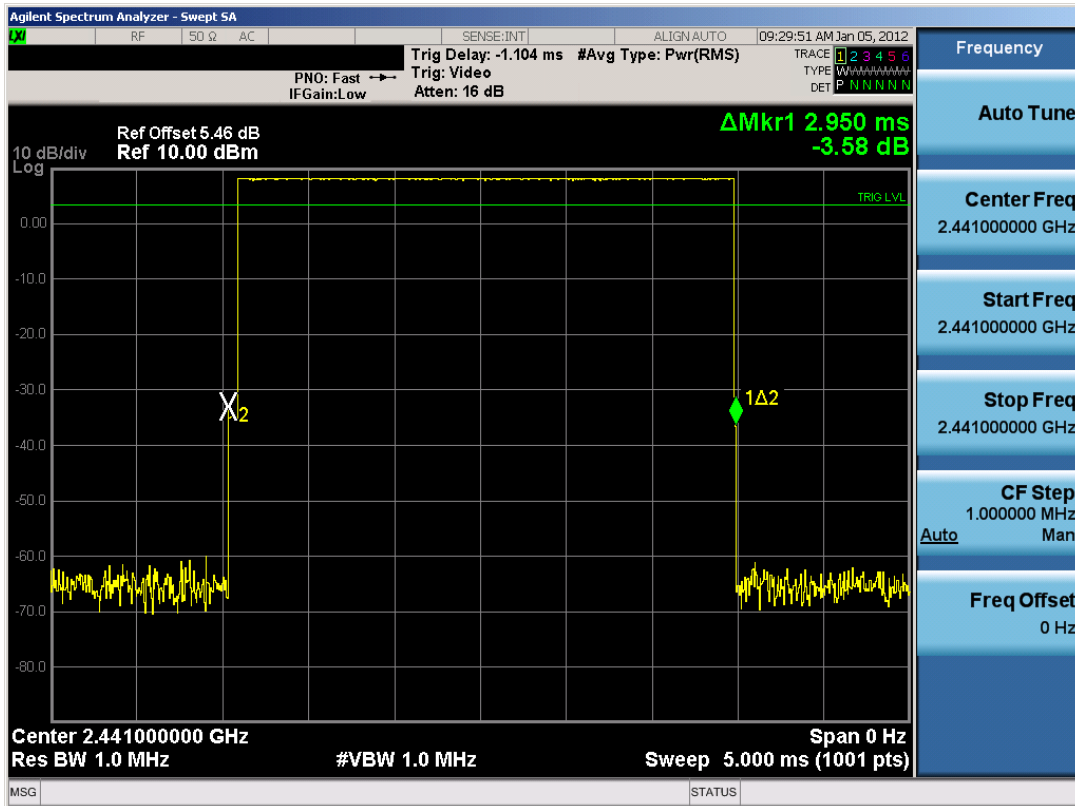 Agilent Spectrum Analyzer - Swept SA
LXI RF 50 Ω AC SENSE:INT ALIGN AUTO 09:29:51 AM Jan 05, 2012
Trig Delay: -1.104 ms #Avg Type: Pwr(RMS) TRACE 1 2 3 4 5 6
PNO: Fast Trig: Video TYPE WWWWWW
IFGain:Low Atten: 16 dB DET P N N N N N
Ref Offset 5.46 dB ΔMkr1 2.950 ms
10 dB/div Ref 10.00 dBm -3.58 dB
Log
TRIG LVL
0.00
-10.0
-20.0
-30.0
2
1Δ2
-40.0
-50.0
-60.0
-70.0
-80.0
Center 2.441000000 GHz Span 0 Hz
Res BW 1.0 MHz #VBW 1.0 MHz Sweep 5.000 ms (1001 pts)
MSG STATUS
Frequency
Auto Tune
Center Freq
2.441000000 GHz
Start Freq
2.441000000 GHz
Stop Freq
2.441000000 GHz
CF Step
1.000000 MHz
Auto Man
Freq Offset
0 Hz